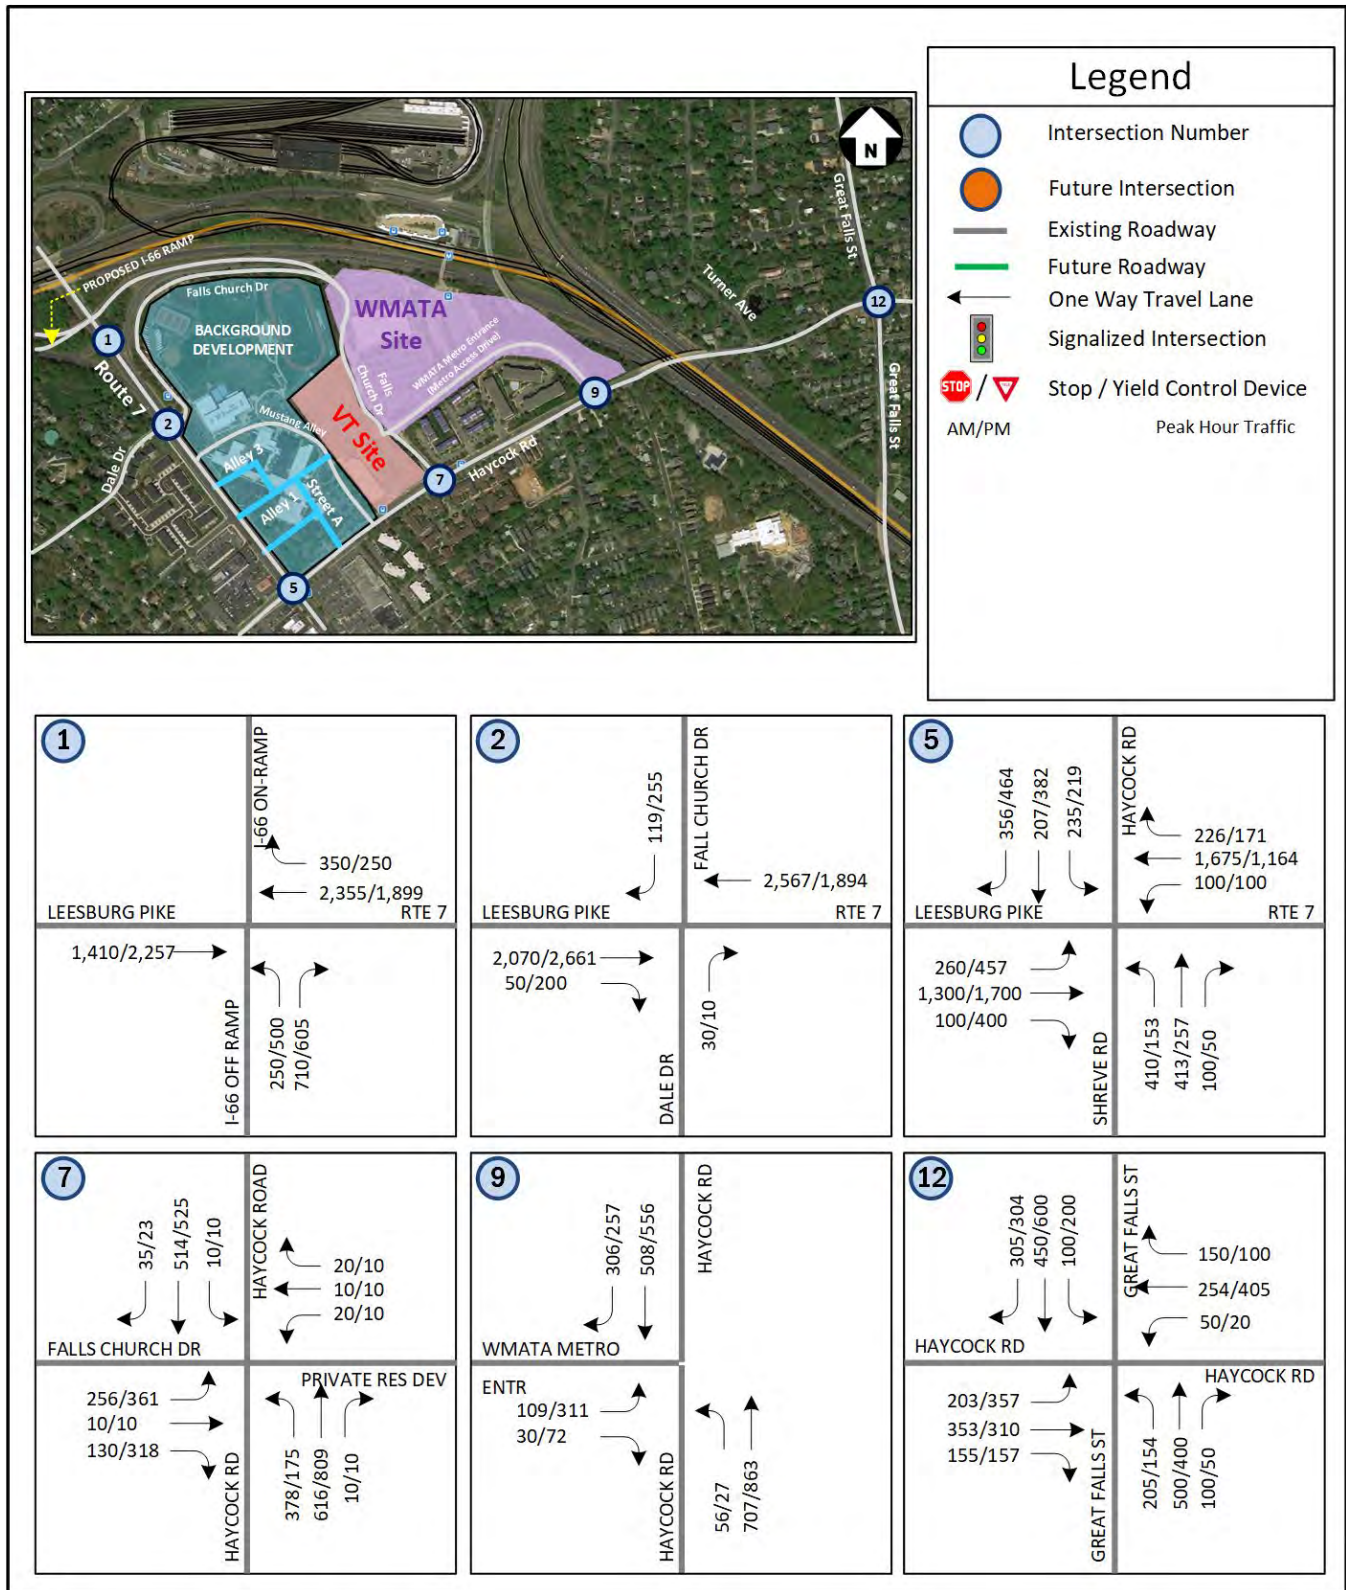 Legend
Intersection Number
Future Intersection
Existing Roadway
Future Roadway
One Way Travel Lane
Signalized Intersection
STOP / Stop / Yield Control Device
AM/PM Peak Hour Traffic
N
Great Falls St
PROPOSED I-66 RAMP
Turner Ave
Falls Church Dr
12
WMATA
Site
BACKGROUND
DEVELOPMENT
1
WMATA Metro Entrance
(Metro Access Drive)
Falls
Church Dr
Route 7
9
Great Falls St
Mustang Alley
2
VT Site
Dale Dr
Alley 3
Haycock Rd
7
Street A
Alley 1
5
1
I-66 ON-RAMP
350/250
2,355/1,899
LEESBURG PIKE
RTE 7
1,410/2,257
I-66 OFF RAMP
250/500
710/605
2
119/255
FALL CHURCH DR
2,567/1,894
LEESBURG PIKE
RTE 7
2,070/2,661
50/200
DALE DR
30/10
5
356/464
207/382
235/219
HAYCOCK RD
226/171
1,675/1,164
100/100
LEESBURG PIKE
RTE 7
260/457
1,300/1,700
100/400
SHREVE RD
410/153
413/257
100/50
7
35/23
514/525
10/10
HAYCOCK ROAD
20/10
10/10
20/10
FALLS CHURCH DR
PRIVATE RES DEV
256/361
10/10
130/318
HAYCOCK RD
378/175
616/809
10/10
9
306/257
508/556
HAYCOCK RD
WMATA METRO
ENTR
109/311
30/72
HAYCOCK RD
56/27
707/863
12
305/304
450/600
100/200
GREAT FALLS ST
150/100
254/405
50/20
HAYCOCK RD
HAYCOCK RD
203/357
353/310
155/157
GREAT FALLS ST
205/154
500/400
100/50